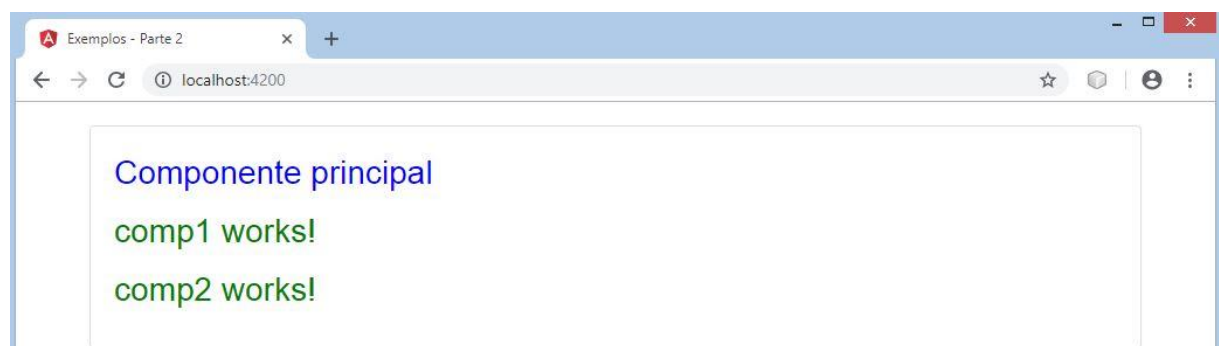 Exemplos - Parte 2
localhost:4200
Componente principal
comp1 works!
comp2 works!